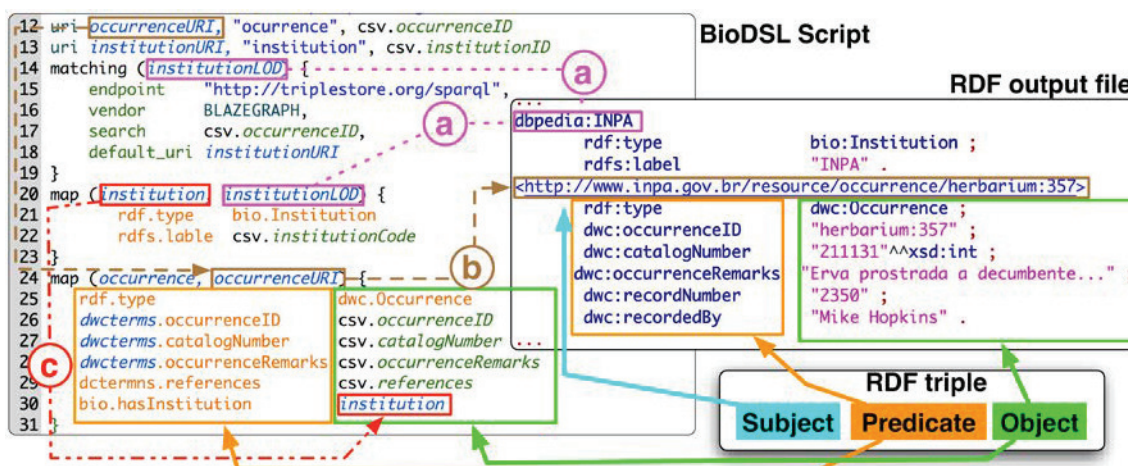 BioDSL Script
12 uri occurrenceURI, "ocurrence", csv.occurrenceID
13 uri institutionURI, "institution", csv.institutionID
14 matching (institutionLOD) {
15 endpoint "http://triplestore.org/sparql",
16 vendor BLAZEGRAPH,
17 search csv.occurrenceID,
18 default_uri institutionURI
19 }
20 map (institution, institutionLOD) {
21 rdf.type bio.Institution
22 rdfs.lable csv.institutionCode
23 }
24 map (occurrence, occurrenceURI) {
25 rdf.type dwc.Occurrence
26 dwcterms.occurrenceID csv.occurrenceID
27 dwcterms.catalogNumber csv.catalogNumber
dwcterms.occurrenceRemarks csv.occurrenceRemarks
29 dctermns.references csv.references
30 bio.hasInstitution institution
31 }
a
a
b
c
RDF output file
...
dbpedia:INPA
rdf:type bio:Institution ;
rdfs:label "INPA" .
<http://www.inpa.gov.br/resource/occurrence/herbarium:357>
rdf:type dwc:Occurrence ;
dwc:occurrenceID "herbarium:357" ;
dwc:catalogNumber "211131"^^xsd:int ;
dwc:occurrenceRemarks "Erva prostrada a decumbente..." ;
dwc:recordNumber "2350" ;
dwc:recordedBy "Mike Hopkins" .
...
RDF triple
Subject Predicate Object